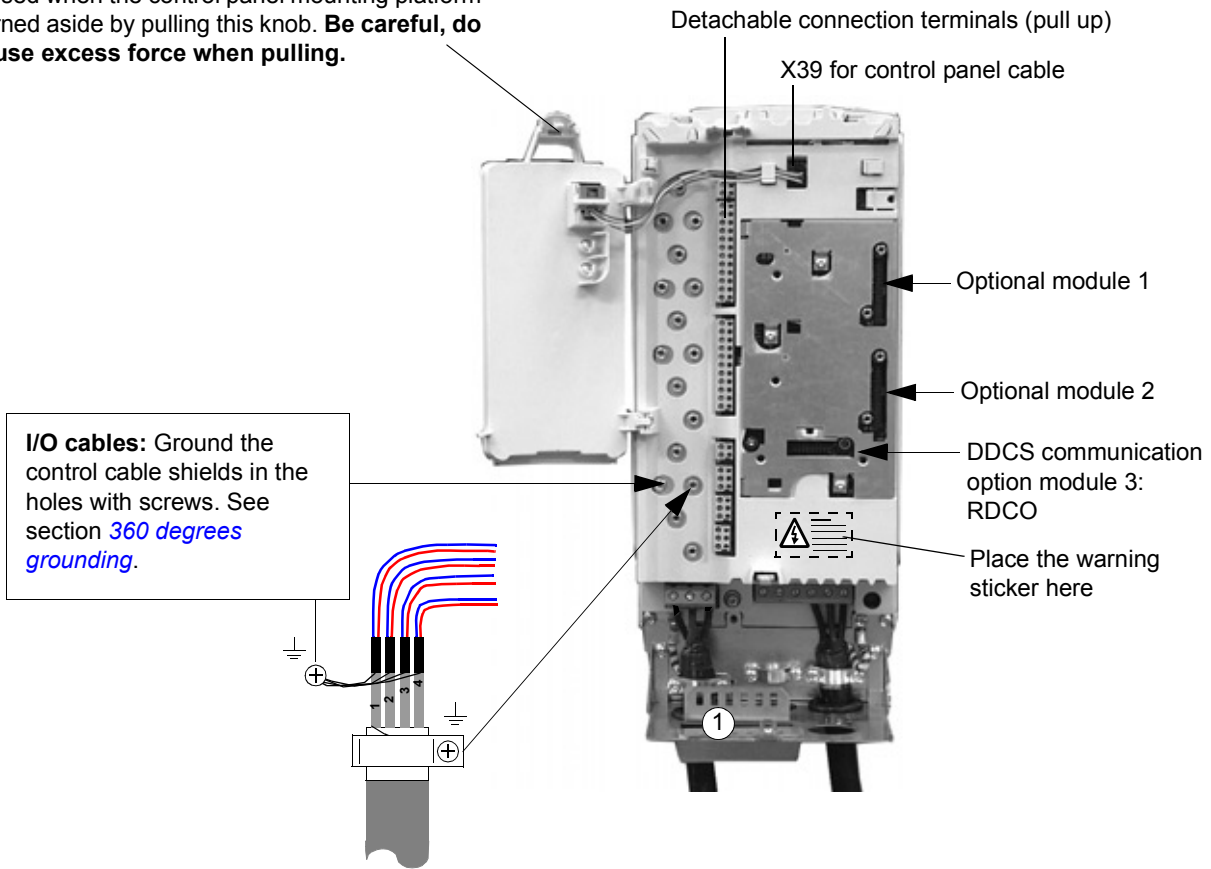 when the control panel mounting platform
aside by pulling this knob. Be careful, do
use excess force when pulling.
Detachable connection terminals (pull up)
X39 for control panel cable
Optional module 1
Optional module 2
DDCS communication
option module 3:
RDCO
Place the warning
sticker here
I/O cables: Ground the
control cable shields in the
holes with screws. See
section 360 degrees
grounding.
1
2
3
4
1